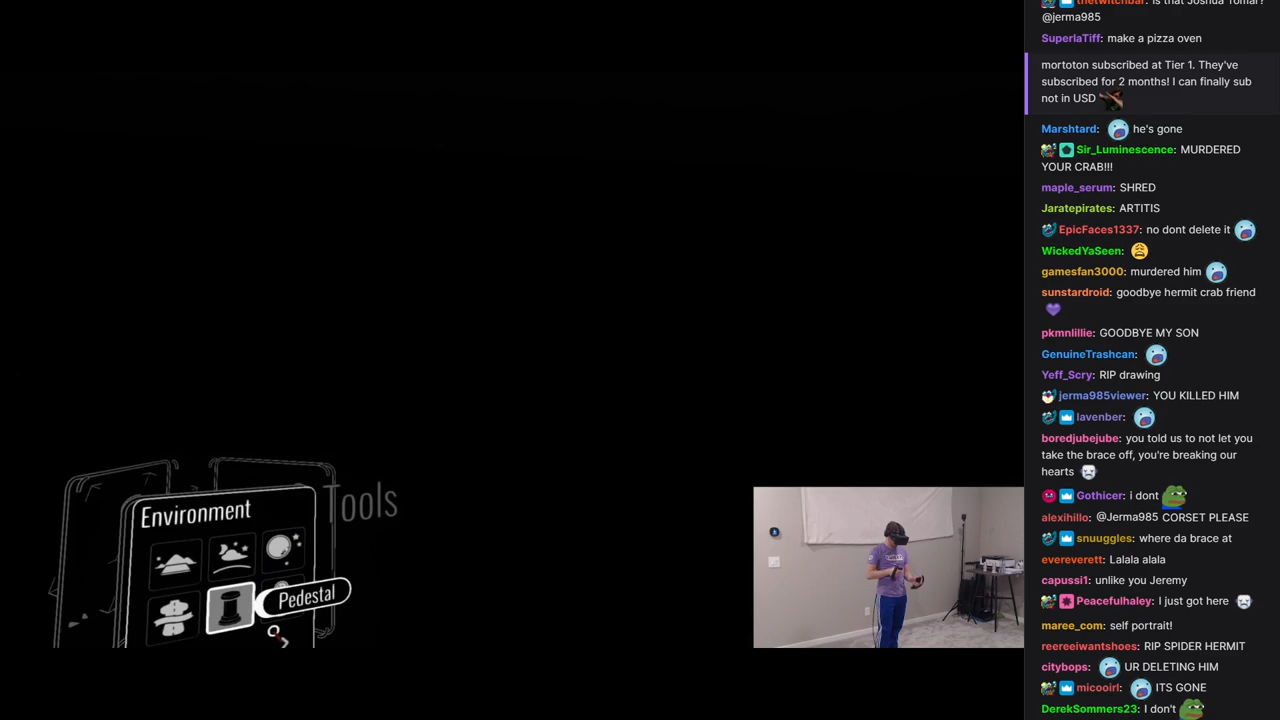 thetwitchbar: is that Joshua Tomar?
@jerma985
SuperlaTiff: make a pizza oven
mortoton subscribed at Tier 1. They've
subscribed for 2 months! I can finally sub
not in USD
Marshtard: he's gone
Sir_Luminescence: MURDERED
YOUR CRAB!!!
maple_serum: SHRED
Jaratepirates: ARTITIS
EpicFaces1337: no dont delete it
WickedYaSeen:
gamesfan3000: murdered him
sunstardroid: goodbye hermit crab friend
pkmnlillie: GOODBYE MY SON
GenuineTrashcan:
Yeff_Scry: RIP drawing
jerma985viewer: YOU KILLED HIM
lavenber:
boredjubejube: you told us to not let you
take the brace off, you're breaking our
hearts
Gothicer: i dont
alexihillo: @Jerma985 CORSET PLEASE
snuuggles: where da brace at
evereverett: Lalala alala
capussi1: unlike you Jeremy
Peacefulhaley: I just got here
maree_com: self portrait!
reereeiwantshoes: RIP SPIDER HERMIT
citybops: UR DELETING HIM
micooirl: ITS GONE
DerekSommers23: I don't
Tools
Environment
Pedestal